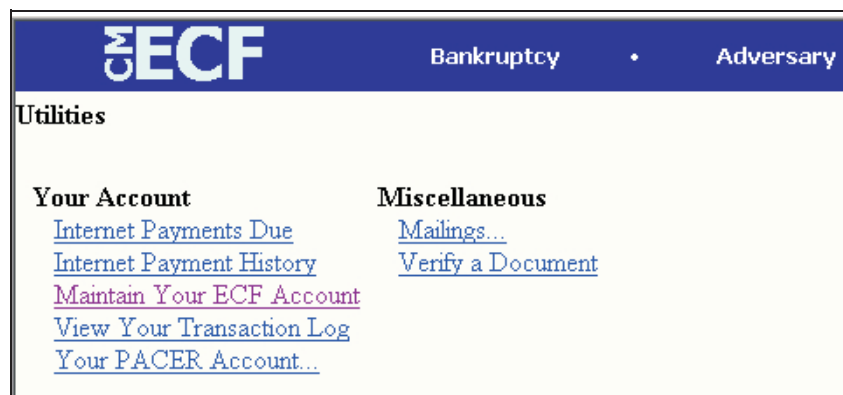 CM ECF Bankruptcy • Adversary
Utilities
Your Account
Internet Payments Due
Internet Payment History
Maintain Your ECF Account
View Your Transaction Log
Your PACER Account...
Miscellaneous
Mailings...
Verify a Document